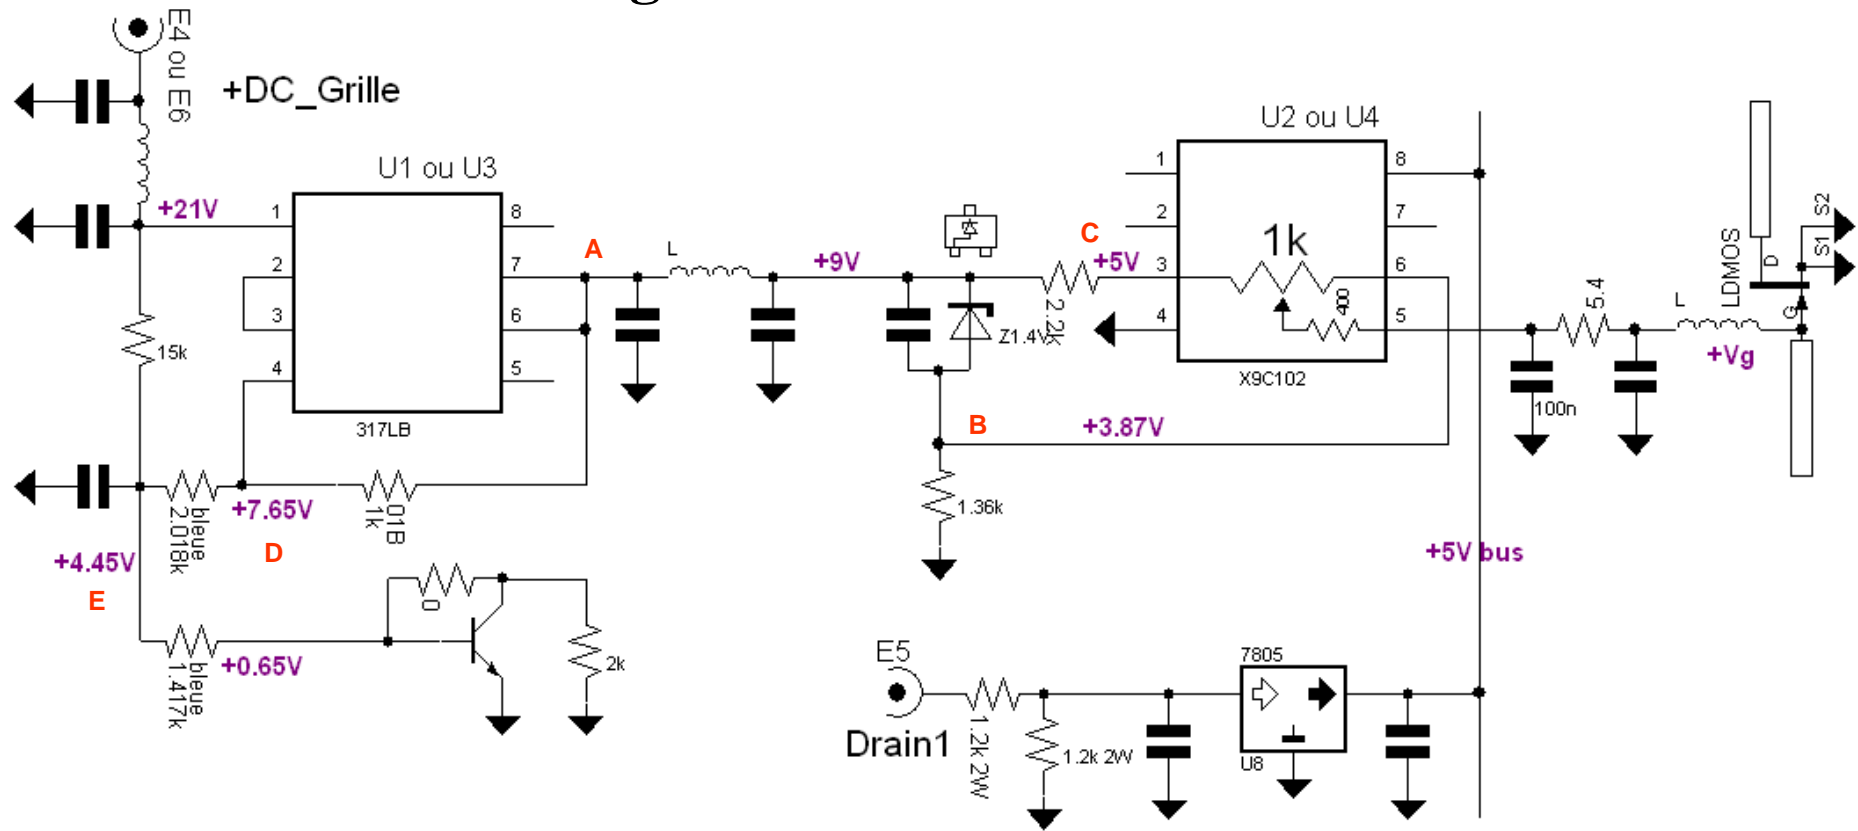 g
E4 ou E6
+DC_Grille
U1 ou U3
+21V
1
2
3
4
8
7
6
5
317LB
15k
A
L
+9V
Z1.4V
2.2k
C
+5V
U2 ou U4
1
2
3
4
8
7
6
5
1k
400
X9C102
B
+3.87V
1.36k
100n
5.4
L
+Vg
LDMOS
D
G
S1
S2
bleue
2.018k
+7.65V
D
01B
1k
+4.45V
E
bleue
1.417k
+0.65V
0
2k
+5V bus
E5
Drain1
1.2k 2W
1.2k 2W
7805
U8